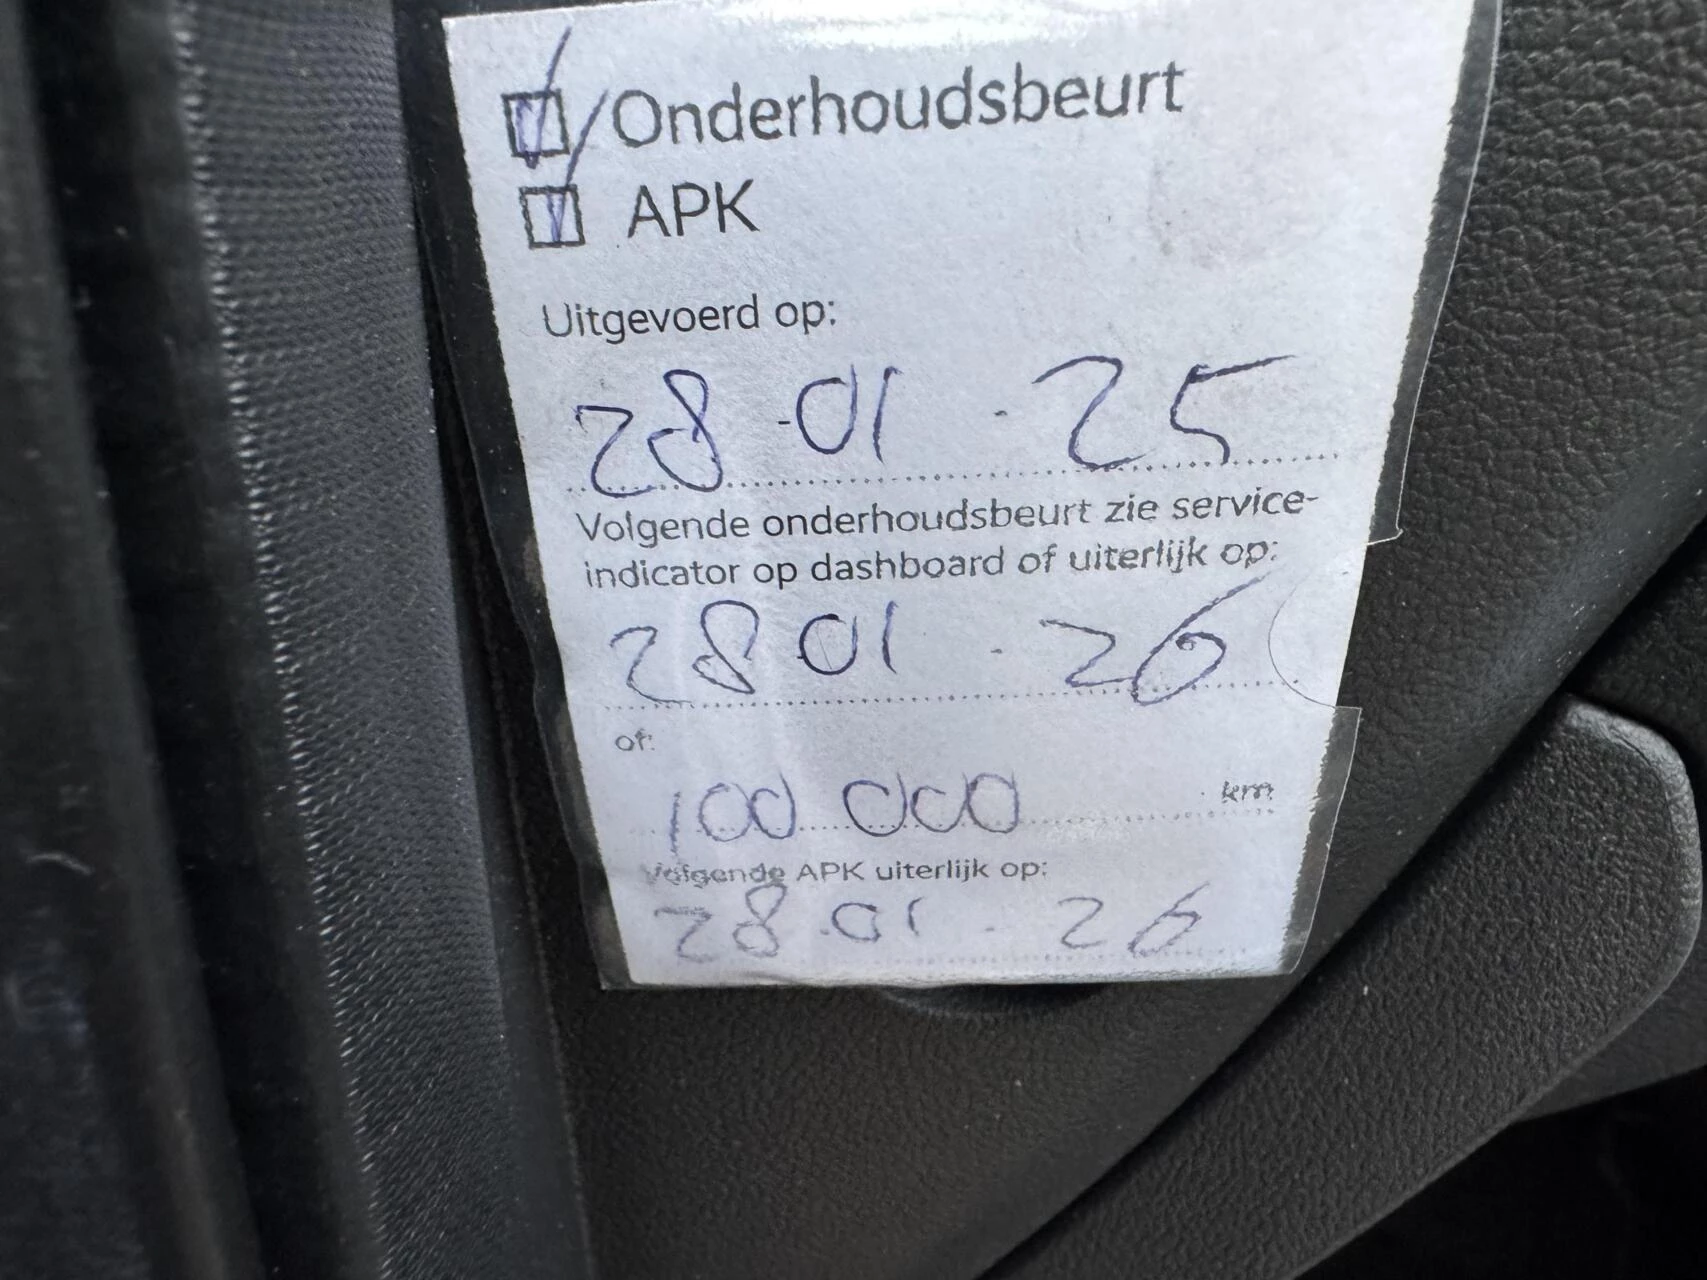 Onderhoudsbeurt
APK
Uitgevoerd op:
28-01-25
Volgende onderhoudsbeurt zie service-
indicator op dashboard of uiterlijk op:
28 01 - 26
of:
100 000 km
Volgende APK uiterlijk op:
28-01-26